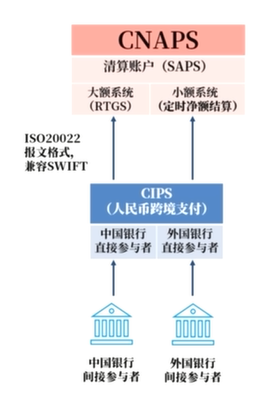 CNAPS
清算账户（SAPS）
大额系统 小额系统
（RTGS） （定时净额结算）
ISO20022
报文格式，
兼容SWIFT
CIPS
（人民币跨境支付）
中国银行 外国银行
直接参与者 直接参与者
中国银行 外国银行
间接参与者 间接参与者